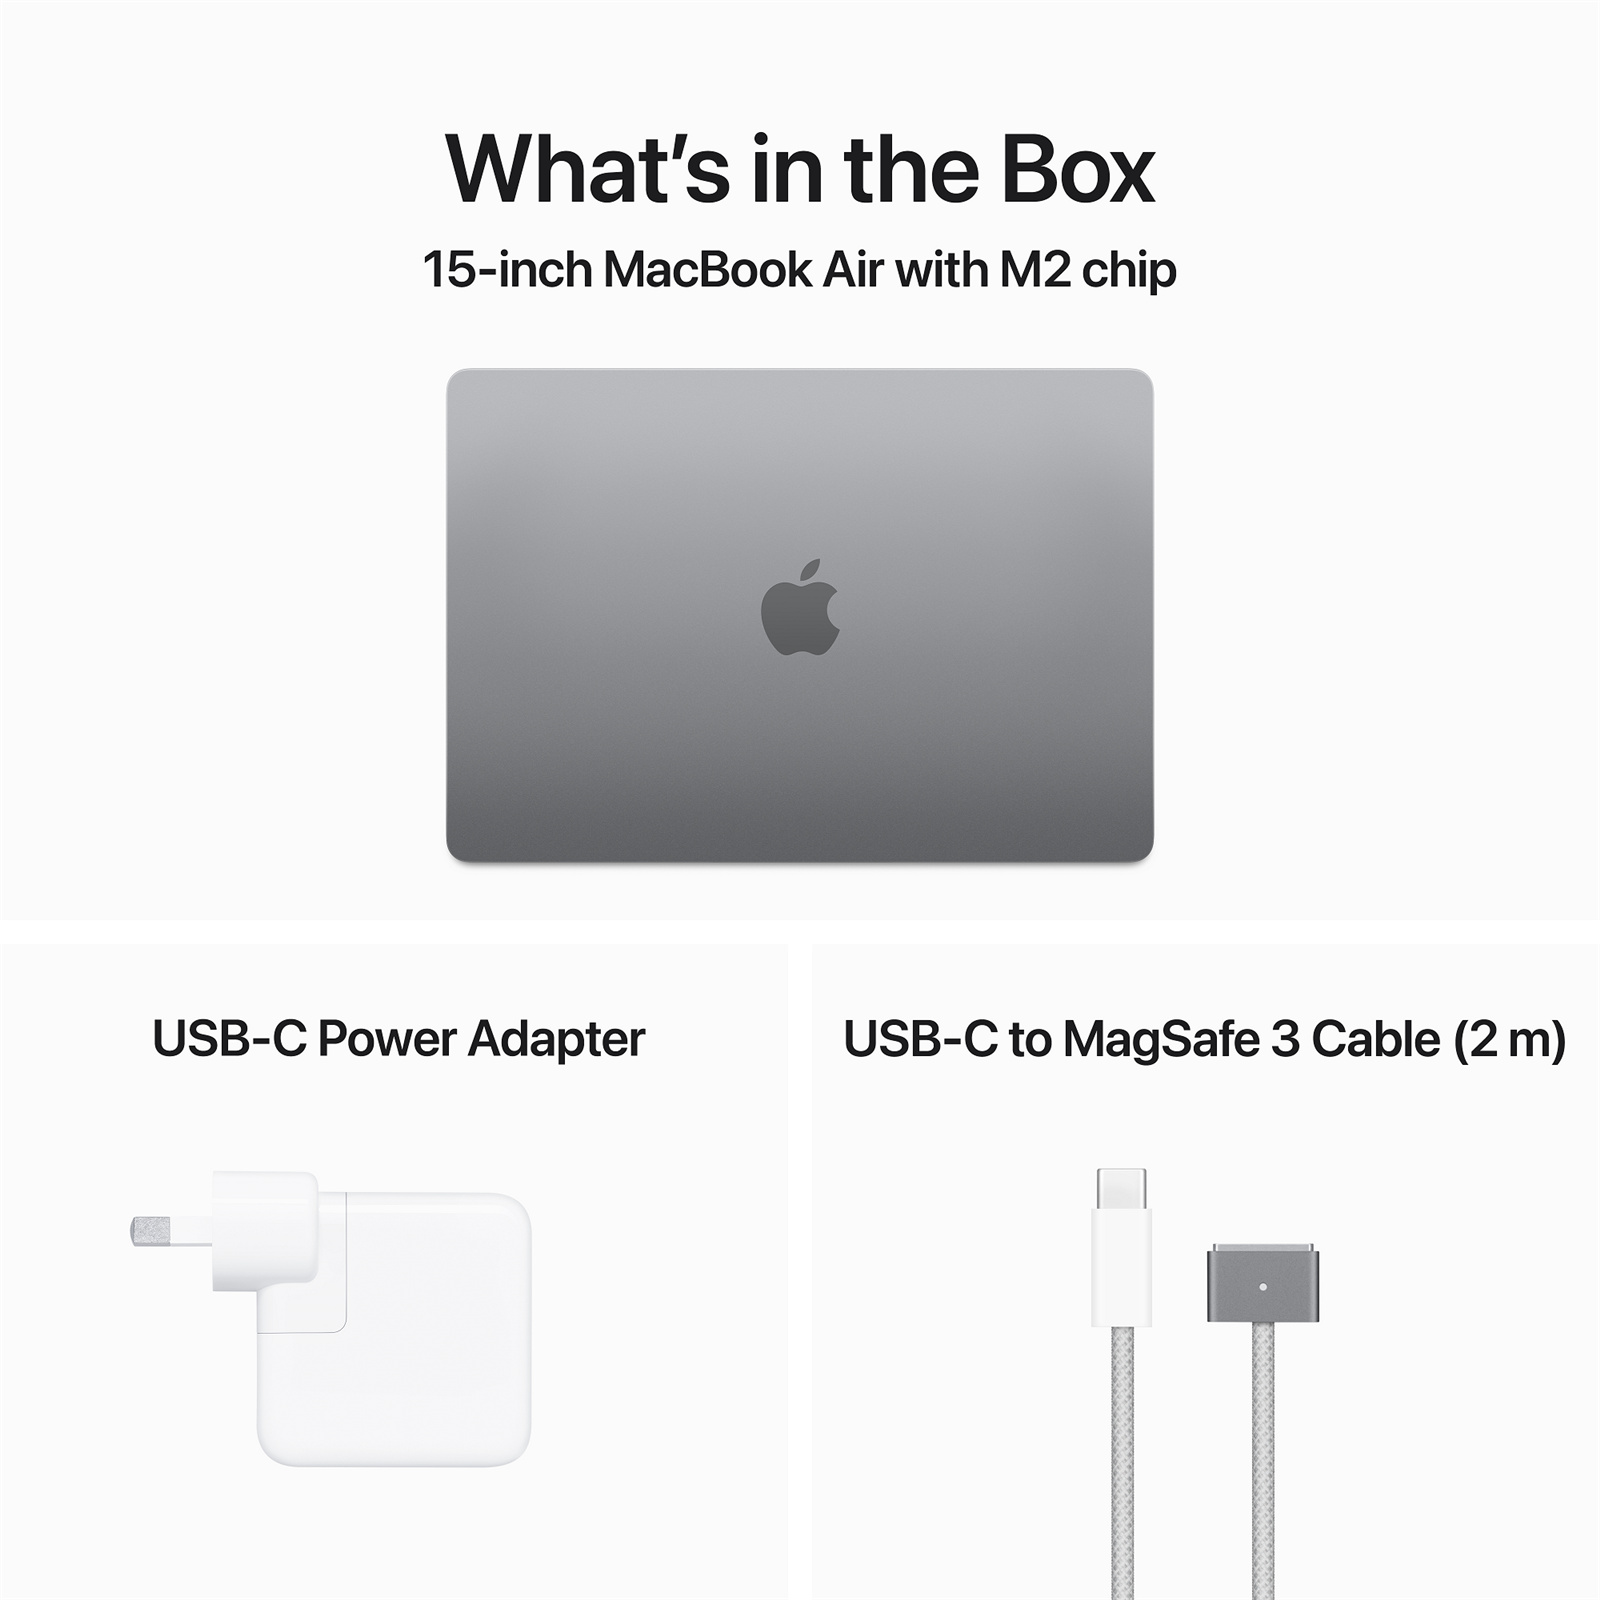 What’s in the Box
15-inch MacBook Air with M2 chip
USB-C Power Adapter
USB-C to MagSafe 3 Cable (2 m)